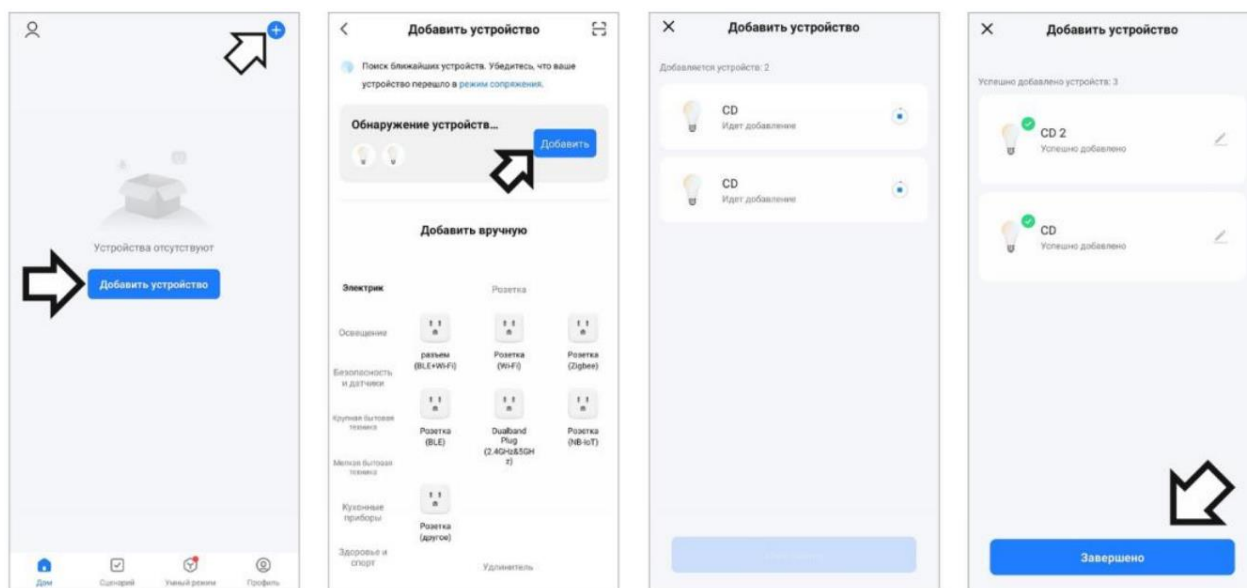 Устройства отсутствуют
Добавить устройство
Дом
Сценарий
Умный режим
Профиль
Добавить устройство
Поиск ближайших устройств. Убедитесь, что ваше
устройство перешло в режим сопряжения.
Обнаружение устройств...
Добавить
Добавить вручную
Электрик
Освещение
Безопасность
и датчики
Крупная бытовая
техника
Мелкая бытовая
техника
Кухонные
приборы
Здоровье и
спорт
Розетка
разъем
(BLE+Wi-Fi)
Розетка
(Wi-Fi)
Розетка
(Zigbee)
Розетка
(BLE)
Dualband
Plug
(2.4GHz&5GH
z)
Розетка
(NB-IoT)
Розетка
(другое)
Удлинитель
Добавить устройство
Добавляется устройств: 2
CD
Идет добавление
CD
Идет добавление
Добавить устройство
Успешно добавлено устройств: 3
CD 2
Успешно добавлено
CD
Успешно добавлено
Завершено